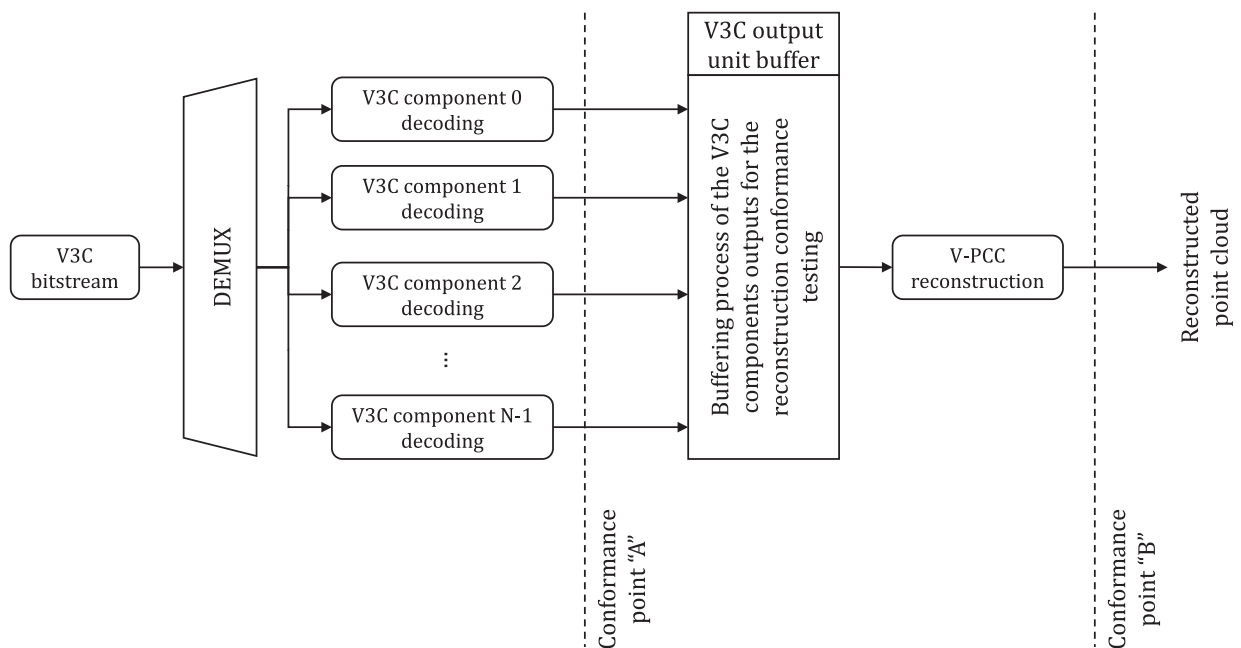 V3C
bitstream
DEMUX
V3C component 0
decoding
V3C component 1
decoding
V3C component 2
decoding
...
V3C component N-1
decoding
Conformance
point “A”
V3C output
unit buffer
Buffering process of the V3C
components outputs for the
reconstruction conformance
testing
V-PCC
reconstruction
Conformance
point “B”
Reconstructed
point cloud